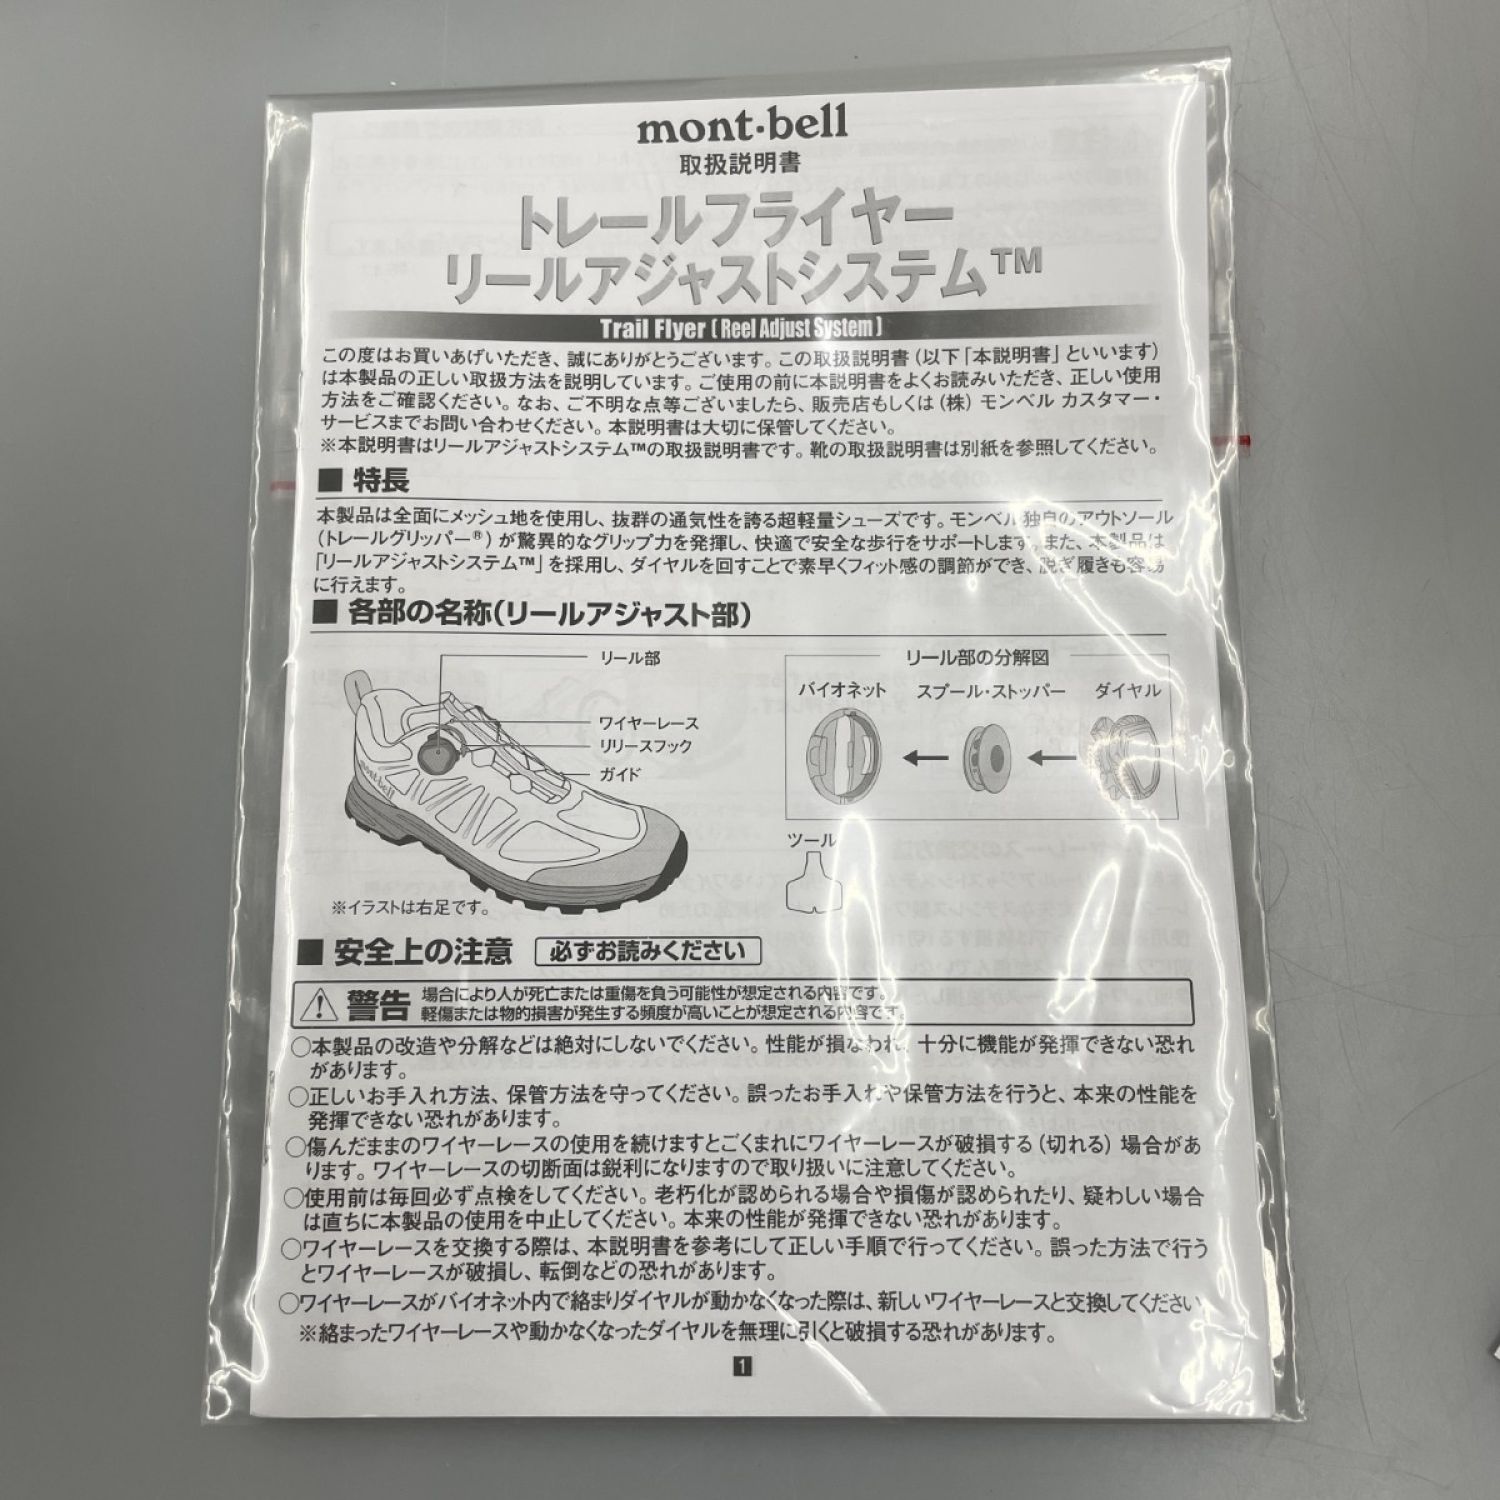 mont-bell
取扱説明書
トレールフライヤー
リールアジャストシステム™
Trail Flyer (Reel Adjust System)
この度はお買いあげいただき、誠にありがとうございます。この取扱説明書(以下「本説明書」といいます)
は本製品の正しい取扱方法を説明しています。ご使用の前に本説明書をよくお読みいただき、正しい使用
方法をご確認ください。なお、ご不明な点等ございましたら、販売店もしくは(株)モンベル カスタマー・
サービスまでお問い合わせください。本説明書は大切に保管してください。
※本説明書はリールアジャストシステム™の取扱説明書です。靴の取扱説明書は別紙を参照してください。
■ 特長
本製品は全面にメッシュ地を使用し、抜群の通気性を誇る超軽量シューズです。モンベル独自のアウトソール
(トレールグリッパー®)が驚異的なグリップ力を発揮し、快適で安全な歩行をサポートします。また、本製品は
「リールアジャストシステム™」を採用し、ダイヤルを回すことで素早くフィット感の調節ができ、脱ぎ履きも容易
に行えます。
■ 各部の名称(リールアジャスト部)
リール部
ワイヤーレース
リリースフック
ガイド
mont-bell
※イラストは右足です。
リール部の分解図
バイオネット スプール・ストッパー ダイヤル
ツール
■ 安全上の注意 必ずお読みください
警告 場合により人が死亡または重傷を負う可能性が想定される内容です。
軽傷または物的損害が発生する頻度が高いことが想定される内容です。
○本製品の改造や分解などは絶対にしないでください。性能が損なわれ、十分に機能が発揮できない恐れ
があります。
○正しいお手入れ方法、保管方法を守ってください。誤ったお手入れや保管方法を行うと、本来の性能を
発揮できない恐れがあります。
○傷んだままのワイヤーレースの使用を続けますとごくまれにワイヤーレースが破損する(切れる)場合があ
ります。ワイヤーレースの切断面は鋭利になりますので取り扱いに注意してください。
○使用前は毎回必ず点検をしてください。老朽化が認められる場合や損傷が認められたり、疑わしい場合
は直ちに本製品の使用を中止してください。本来の性能が発揮できない恐れがあります。
○ワイヤーレースを交換する際は、本説明書を参考にして正しい手順で行ってください。誤った方法で行う
とワイヤーレースが破損し、転倒などの恐れがあります。
○ワイヤーレースがバイオネット内で絡まりダイヤルが動かなくなった際は、新しいワイヤーレースと交換してください
※絡まったワイヤーレースや動かなくなったダイヤルを無理に引くと破損する恐れがあります。
1